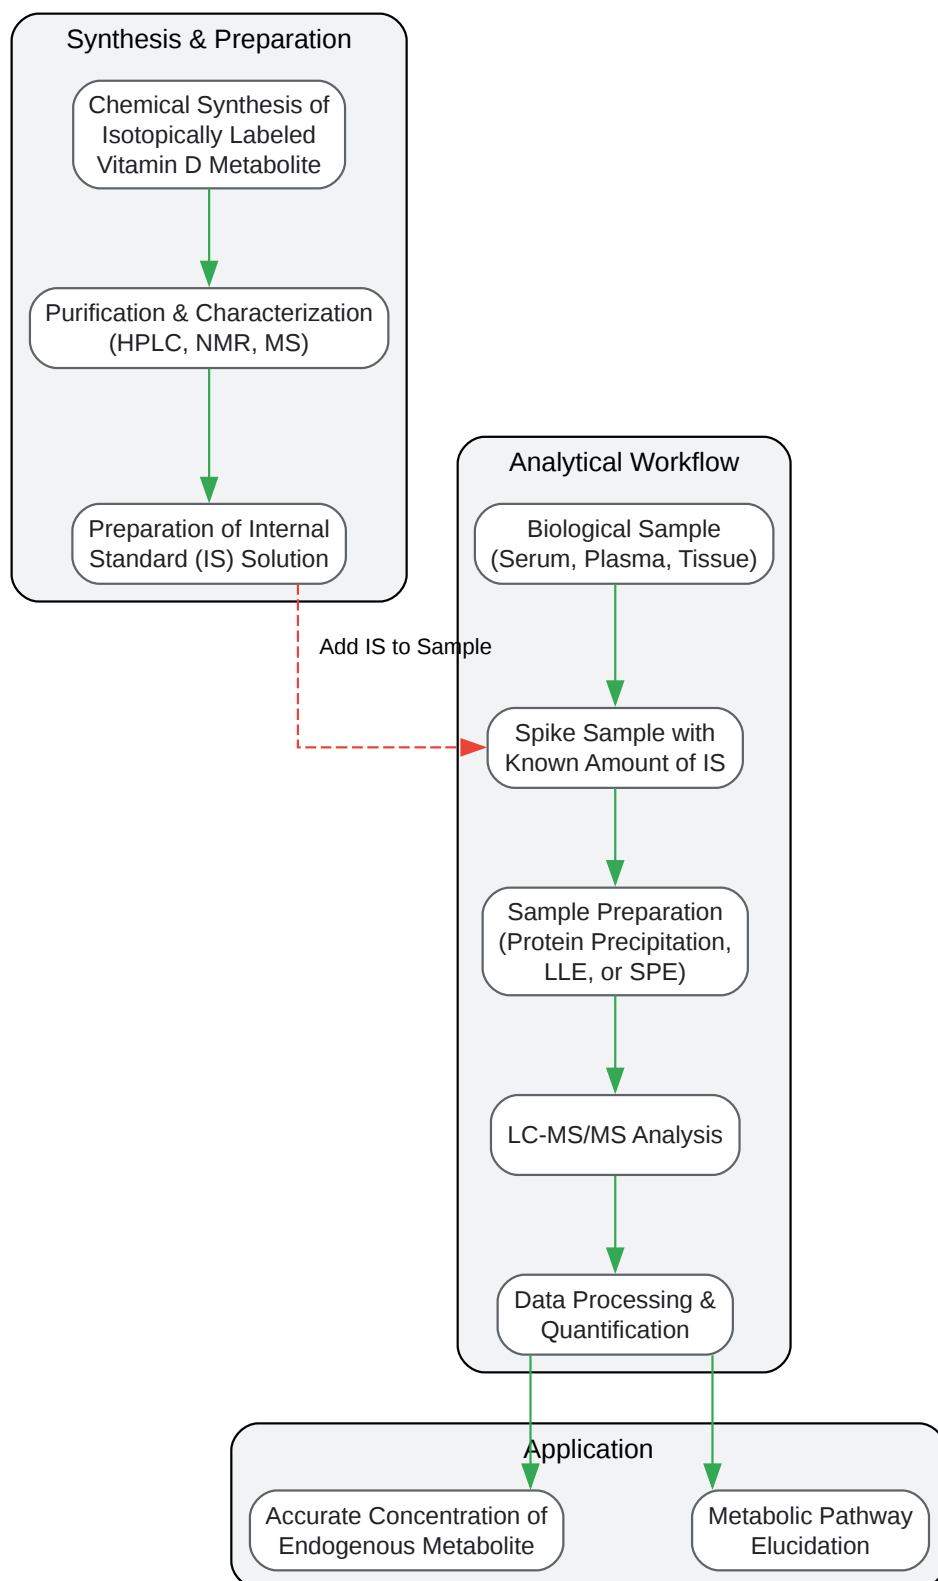 Synthesis & Preparation
Chemical Synthesis of
Isotopically Labeled
Vitamin D Metabolite
Purification & Characterization
(HPLC, NMR, MS)
Preparation of Internal
Standard (IS) Solution
Add IS to Sample
Analytical Workflow
Biological Sample
(Serum, Plasma, Tissue)
Spike Sample with
Known Amount of IS
Sample Preparation
(Protein Precipitation,
LLE, or SPE)
LC-MS/MS Analysis
Data Processing &
Quantification
Application
Accurate Concentration of
Endogenous Metabolite
Metabolic Pathway
Elucidation